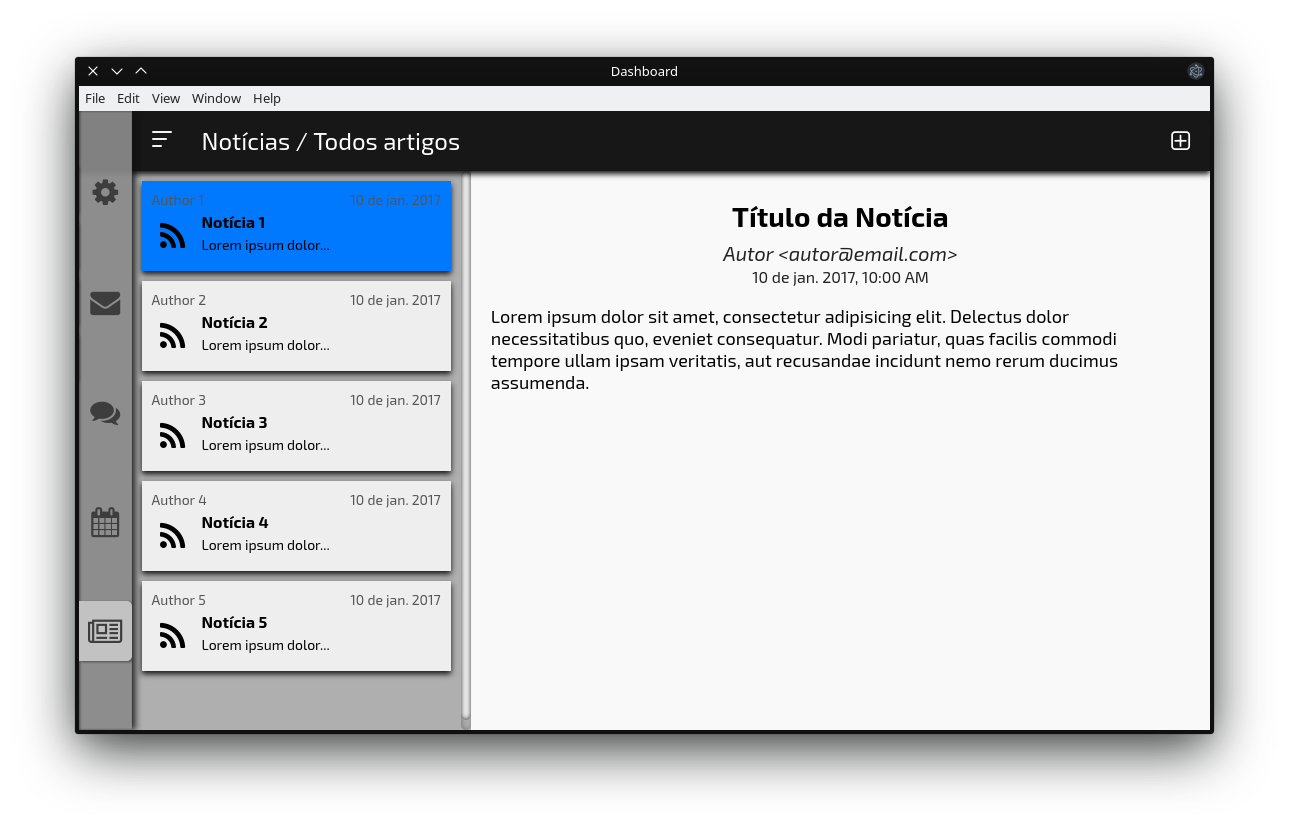 Dashboard
File Edit View Window Help
Notícias / Todos artigos
Author 1 10 de jan. 2017
Notícia 1
Lorem ipsum dolor...
Author 2 10 de jan. 2017
Notícia 2
Lorem ipsum dolor...
Author 3 10 de jan. 2017
Notícia 3
Lorem ipsum dolor...
Author 4 10 de jan. 2017
Notícia 4
Lorem ipsum dolor...
Author 5 10 de jan. 2017
Notícia 5
Lorem ipsum dolor...
Título da Notícia
Autor <autor@email.com>
10 de jan. 2017, 10:00 AM
Lorem ipsum dolor sit amet, consectetur adipisicing elit. Delectus dolor
necessitatibus quo, eveniet consequatur. Modi pariatur, quas facilis commodi
tempore ullam ipsam veritatis, aut recusandae incidunt nemo rerum ducimus
assumenda.